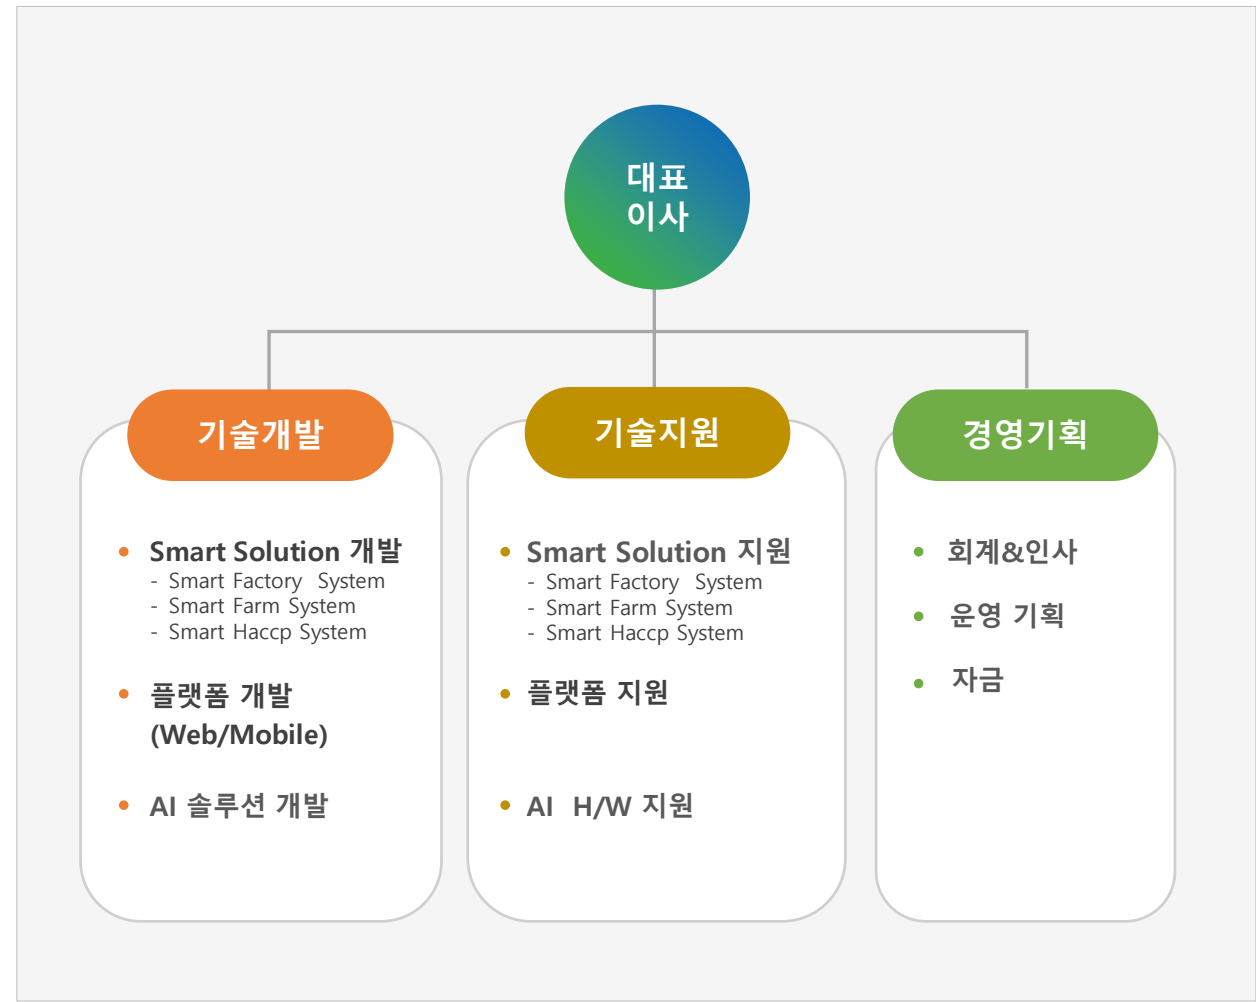 대표
이사
기술개발
기술지원
경영기획
• Smart Solution 개발
- Smart Factory System
- Smart Farm System
- Smart Haccp System
• 플랫폼 개발
(Web/Mobile)
• AI 솔루션 개발
• Smart Solution 지원
- Smart Factory System
- Smart Farm System
- Smart Haccp System
• 플랫폼 지원
• AI H/W 지원
• 회계&인사
• 운영 기획
• 자금